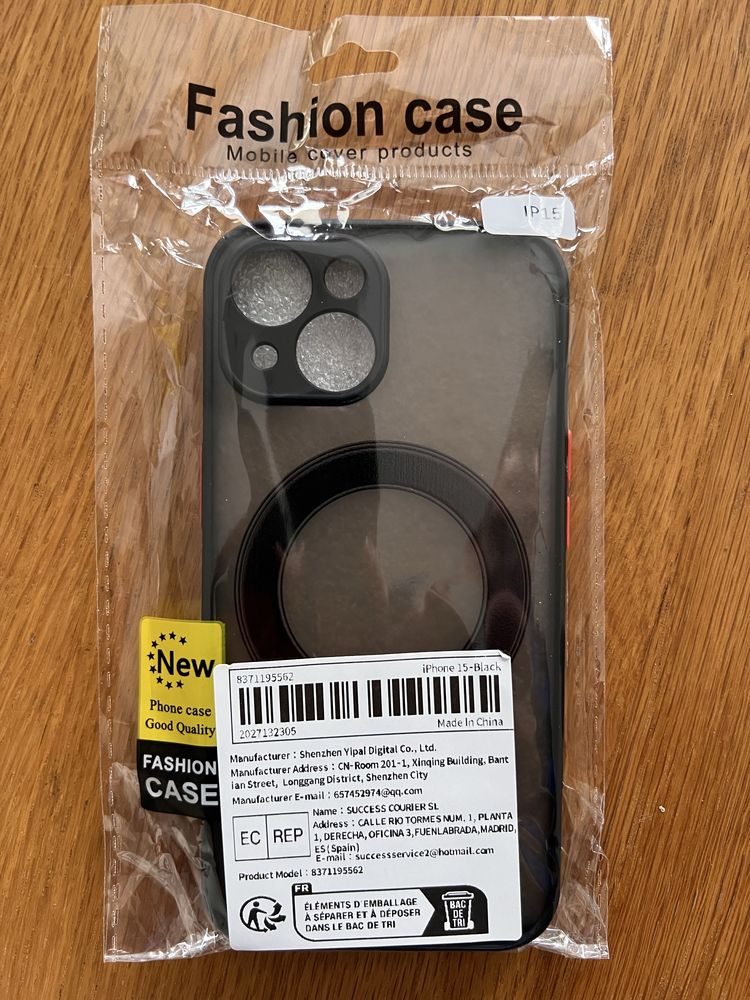 Fashion case
Mobile cover products
IP15
New
Phone case
Good Quality
FASHION
CASE
8371195562
iPhone 15-Black
2027132305
Made In China
Manufacturer : Shenzhen Yipal Digital Co., Ltd.
Manufacturer Address : CN-Room 201-1, Xinqing Building, Bant
ian Street, Longgang District, Shenzhen City
Manufacturer E-mail : 657452974@qq.com
EC REP
Name : SUCCESS COURIER SL
Address : CALLE RIO TORMES NUM. 1, PLANTA
1, DERECHA, OFICINA 3,FUENLABRADA,MADRID,
ES(Spain)
E-mail : successservice2@hotmail.com
Product Model : 8371195562
FR
ÉLÉMENTS D'EMBALLAGE
À SÉPARER ET À DÉPOSER
DANS LE BAC DE TRI
BAC
DE
TRI